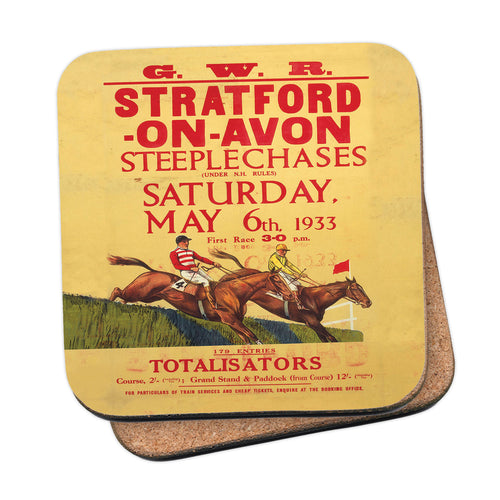 G. W. R.
STRATFORD
-ON-AVON
STEEPLECHASES
(UNDER N.H. RULES)
SATURDAY,
MAY 6th, 1933
First Race 3-0 p.m.
179 ENTRIES
TOTALISATORS
Course, 2/- ; Grand Stand & Paddock (from Course) 12/-
FOR PARTICULARS OF TRAIN SERVICES AND CHEAP TICKETS, ENQUIRE AT THE BOOKING OFFICE.